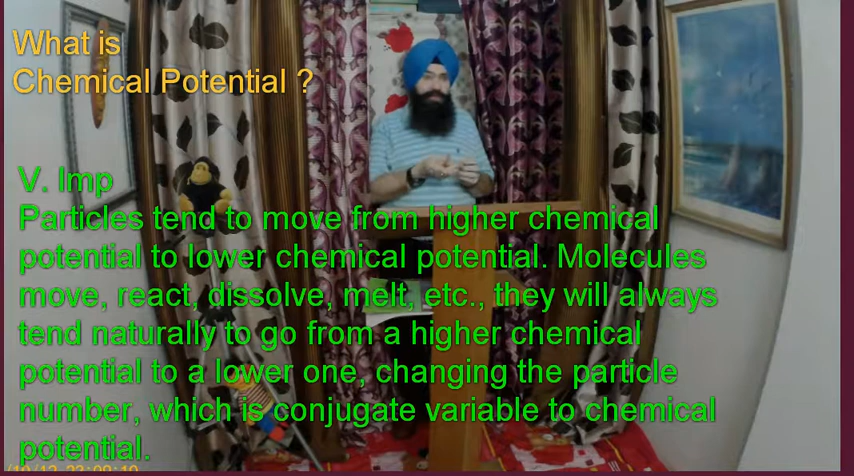 What is
Chemical Potential ?
V. Imp
Particles tend to move from higher chemical
potential to lower chemical potential. Molecules
move, react, dissolve, melt, etc., they will always
tend naturally to go from a higher chemical
potential to a lower one, changing the particle
number, which is conjugate variable to chemical
potential.